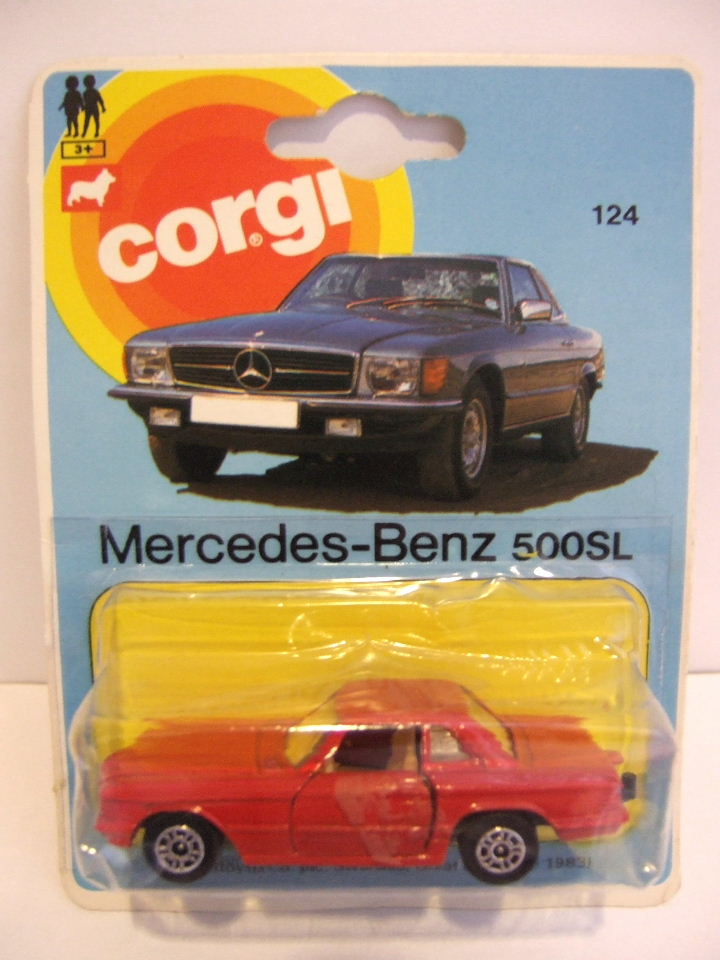 3+
corgi®
124
Mercedes-Benz 500SL
1983)